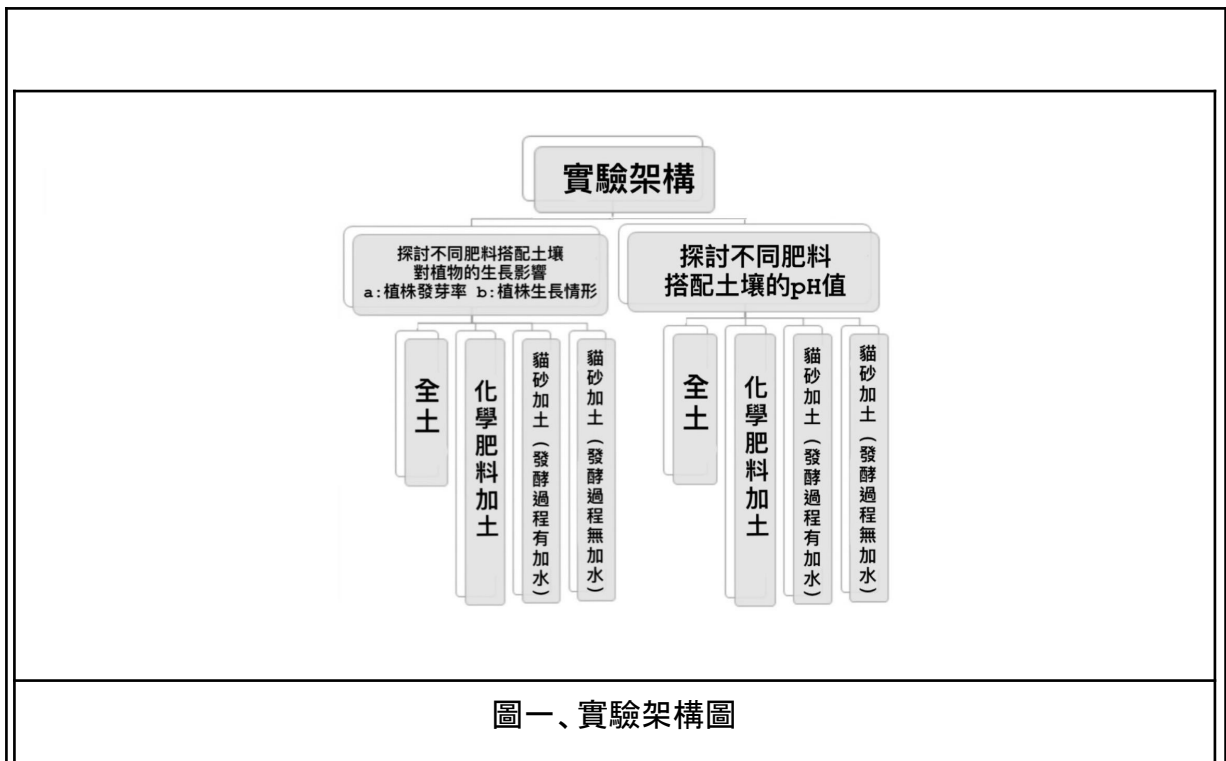 實驗架構
探討不同肥料搭配土壤
對植物的生長影響
a:植株發芽率 b:植株生長情形
全土
化學肥料加土
貓砂加土(發酵過程有加水)
貓砂加土(發酵過程無加水)
探討不同肥料
搭配土壤的pH值
全土
化學肥料加土
貓砂加土(發酵過程有加水)
貓砂加土(發酵過程無加水)
圖一、實驗架構圖